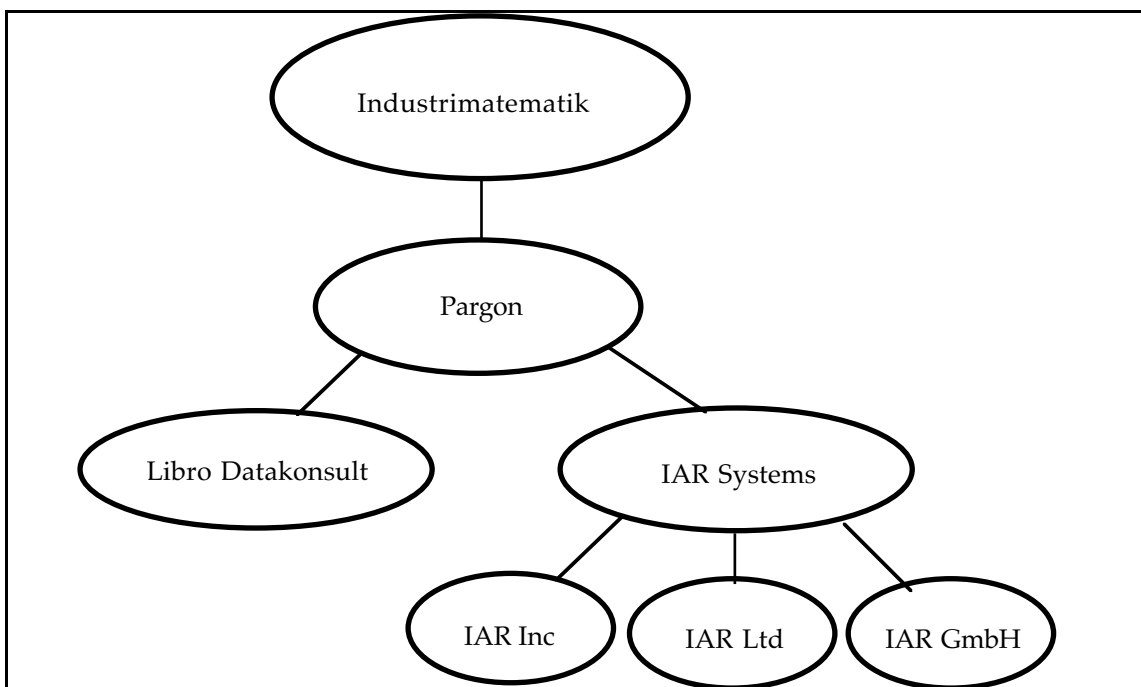 Industrimatematik
Pargon
Libro Datakonsult
IAR Systems
IAR Inc
IAR Ltd
IAR GmbH